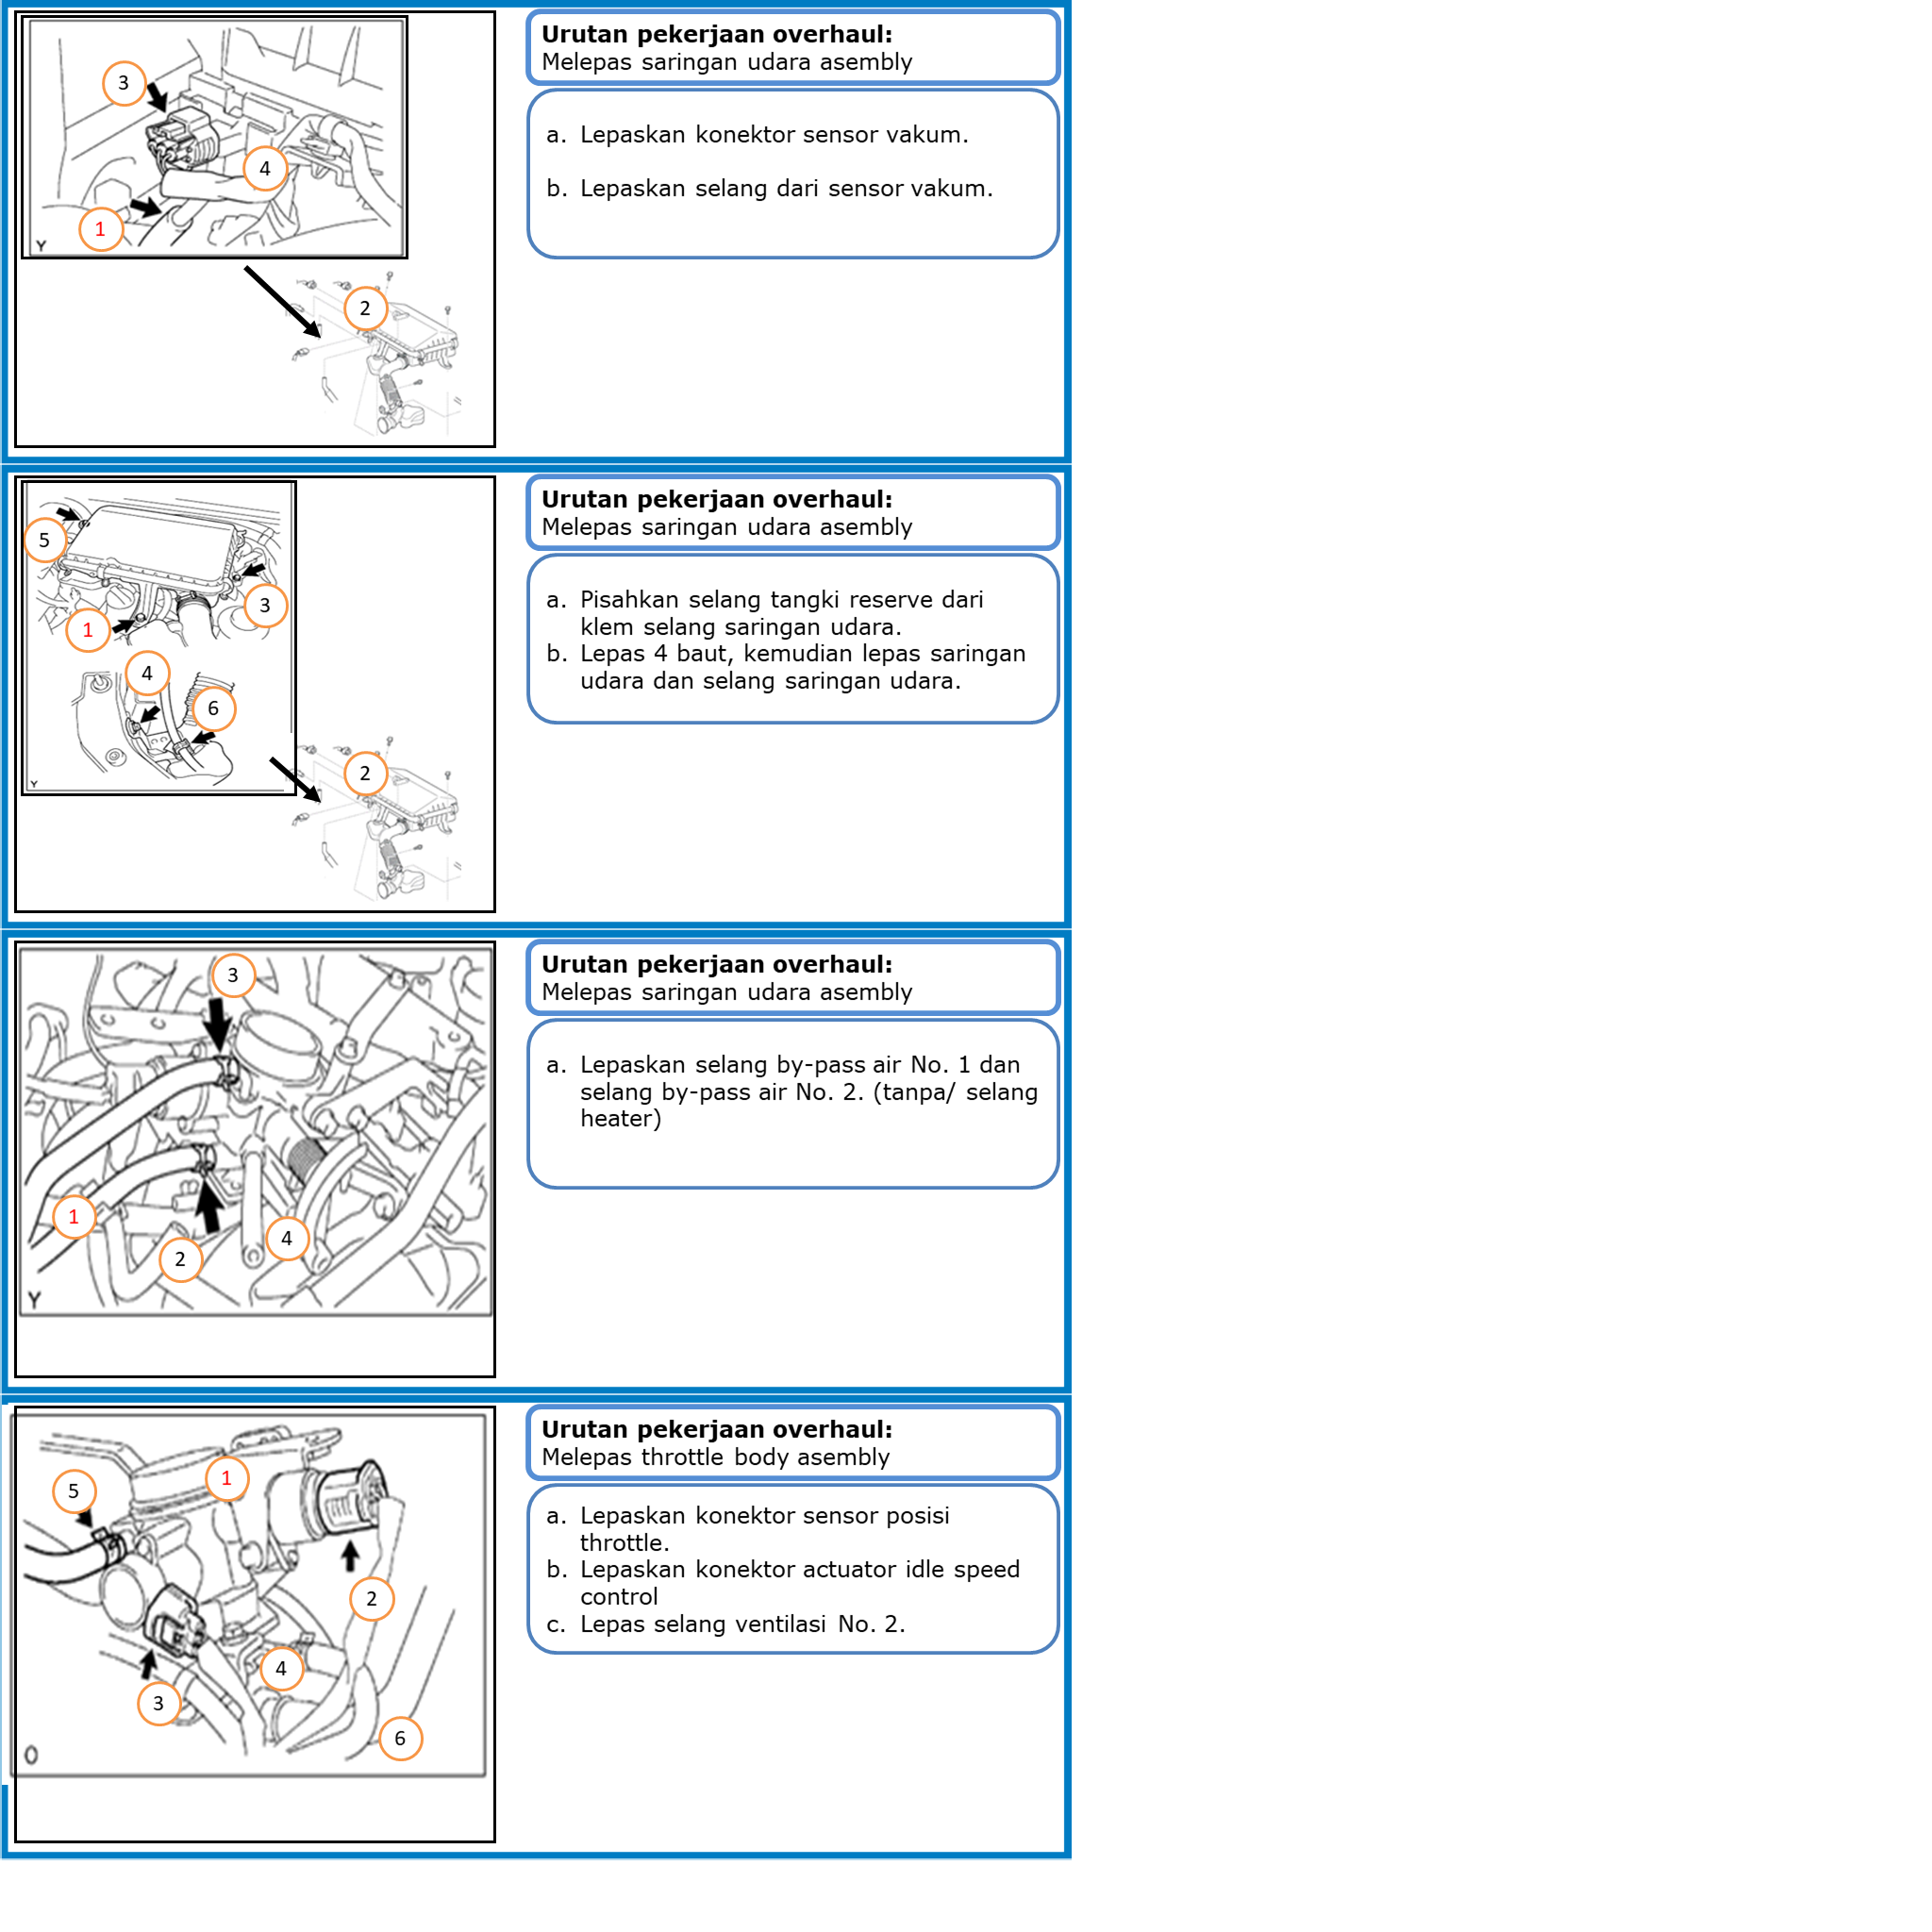 3
4
1
Y
2
Urutan pekerjaan overhaul:
Melepas saringan udara asembly
a. Lepaskan konektor sensor vakum.
b. Lepaskan selang dari sensor vakum.
5
3
1
4
6
Y
2
Urutan pekerjaan overhaul:
Melepas saringan udara asembly
a. Pisahkan selang tangki reserve dari
klem selang saringan udara.
b. Lepas 4 baut, kemudian lepas saringan
udara dan selang saringan udara.
3
1
2
4
Y
Urutan pekerjaan overhaul:
Melepas saringan udara asembly
a. Lepaskan selang by-pass air No. 1 dan
selang by-pass air No. 2. (tanpa/ selang
heater)
1
5
2
4
3
6
O
Urutan pekerjaan overhaul:
Melepas throttle body asembly
a. Lepaskan konektor sensor posisi
throttle.
b. Lepaskan konektor actuator idle speed
control
c. Lepas selang ventilasi No. 2.